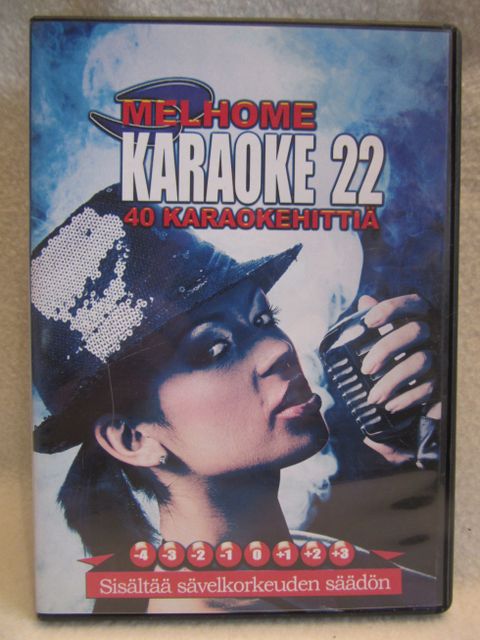 MELHOME
KARAOKE 22
40 KARAOKEHITTIÄ
-4 -3 -2 -1 0 +1 +2 +3
Sisältää sävelkorkeuden säädön